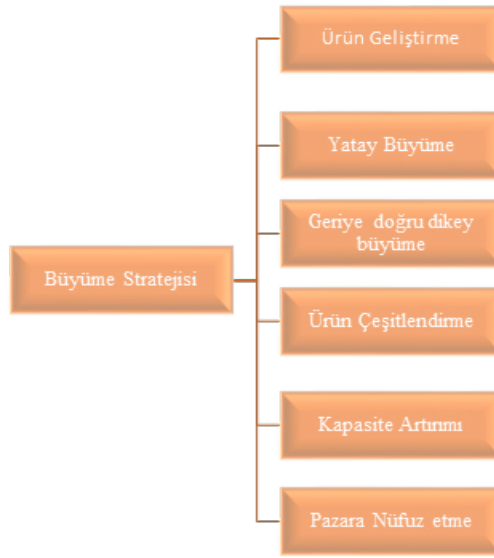 Ürün Geliştirme
Yatay Büyüme
Geriye doğru dikey
büyüme
Büyüme Stratejisi
Ürün Çeşitlendirme
Kapasite Artırımı
Pazara Nüfuz etme